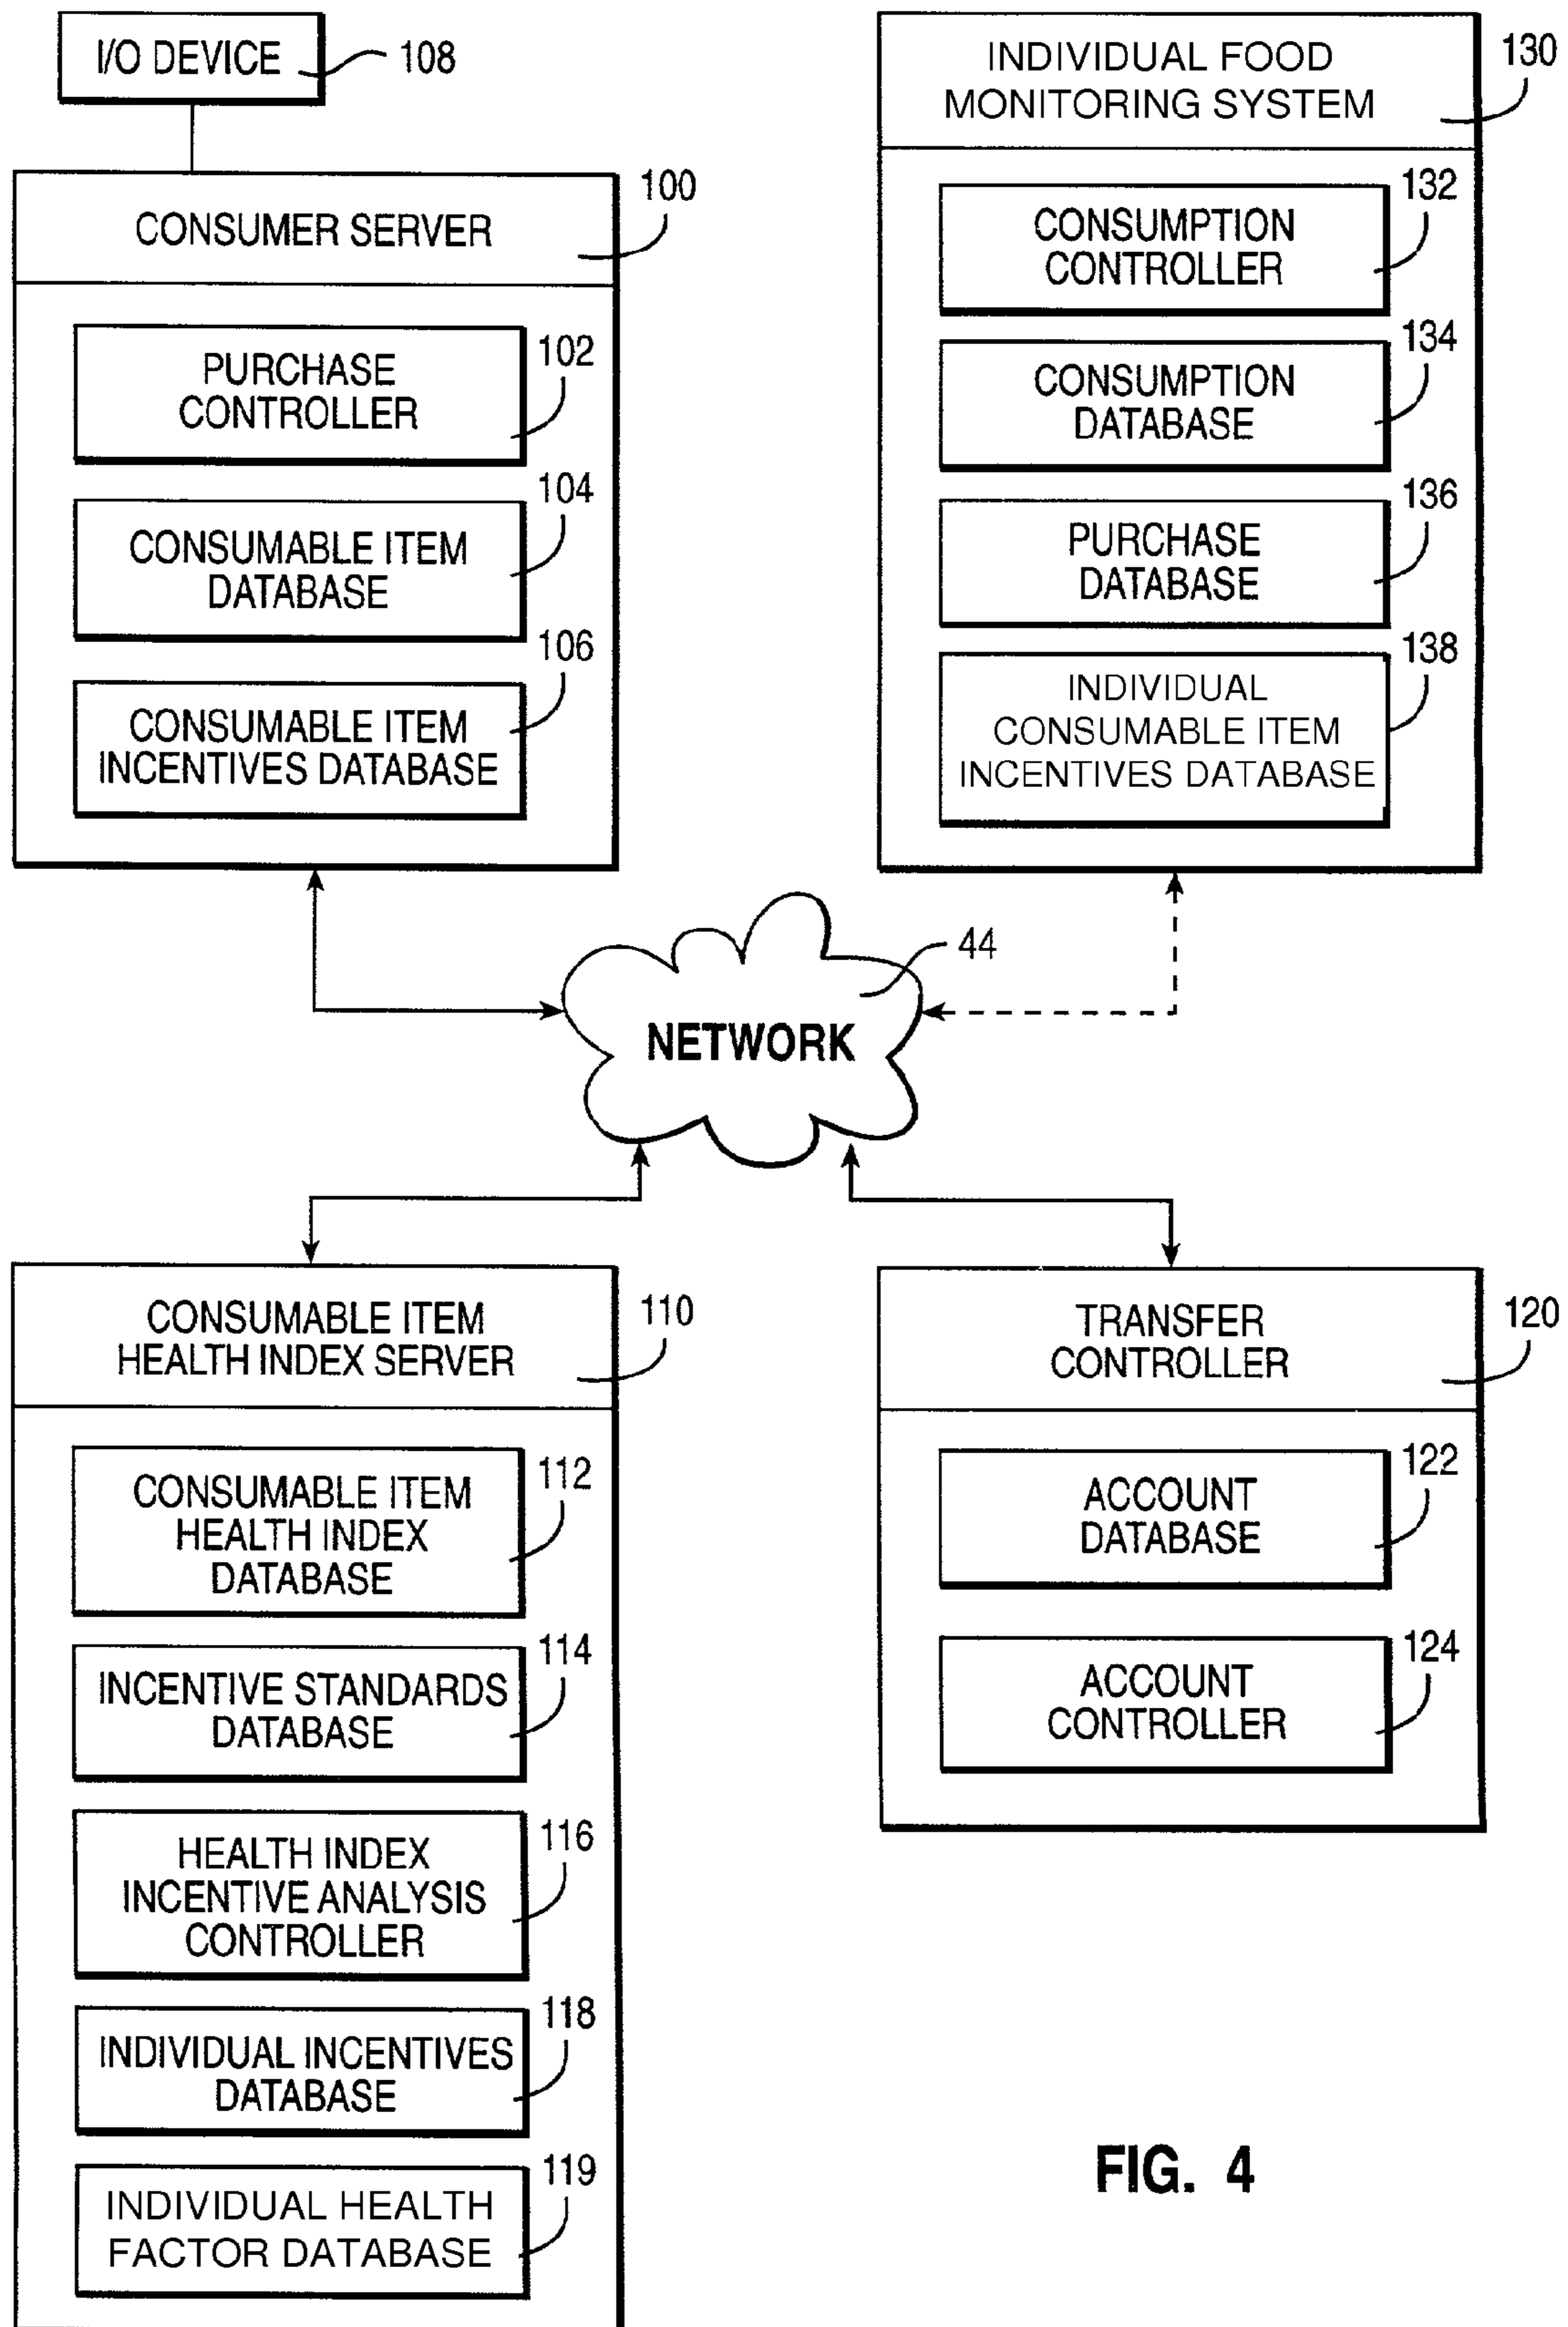 I/O DEVICE
108
CONSUMER SERVER
100
PURCHASE
CONTROLLER
102
CONSUMABLE ITEM
DATABASE
104
CONSUMABLE ITEM
INCENTIVES DATABASE
106
INDIVIDUAL FOOD
MONITORING SYSTEM
130
CONSUMPTION
CONTROLLER
132
CONSUMPTION
DATABASE
134
PURCHASE
DATABASE
136
INDIVIDUAL
CONSUMABLE ITEM
INCENTIVES DATABASE
138
NETWORK
44
CONSUMABLE ITEM
HEALTH INDEX SERVER
110
CONSUMABLE ITEM
HEALTH INDEX
DATABASE
112
INCENTIVE STANDARDS
DATABASE
114
HEALTH INDEX
INCENTIVE ANALYSIS
CONTROLLER
116
INDIVIDUAL INCENTIVES
DATABASE
118
INDIVIDUAL HEALTH
FACTOR DATABASE
119
TRANSFER
CONTROLLER
120
ACCOUNT
DATABASE
122
ACCOUNT
CONTROLLER
124
FIG. 4